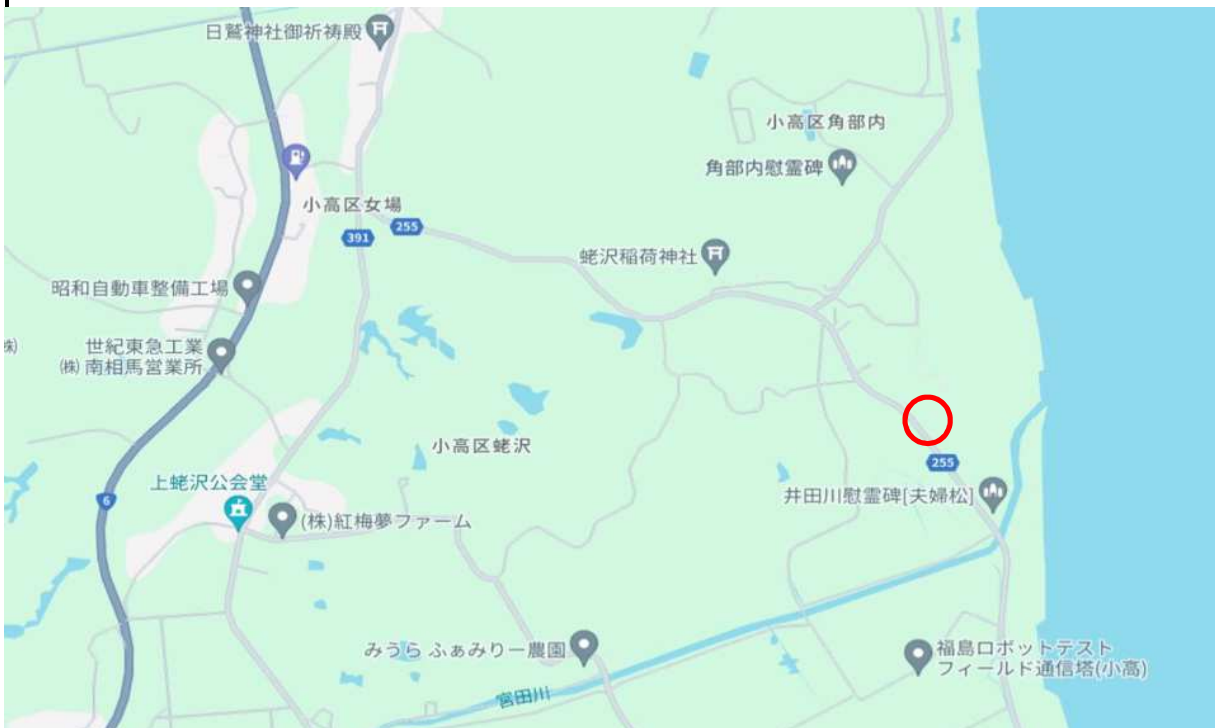 日鷲神社御祈祷殿
小高区角部内
角部内慰霊碑
小高区女場
255
391
蛯沢稲荷神社
昭和自動車整備工場
株)
世紀東急工業
(株) 南相馬営業所
小高区蛯沢
255
上蛯沢公会堂
6
井田川慰霊碑[夫婦松]
(株)紅梅夢ファーム
みうら ふぁみりー農園
福島ロボットテスト
フィールド通信塔(小高)
宮田川